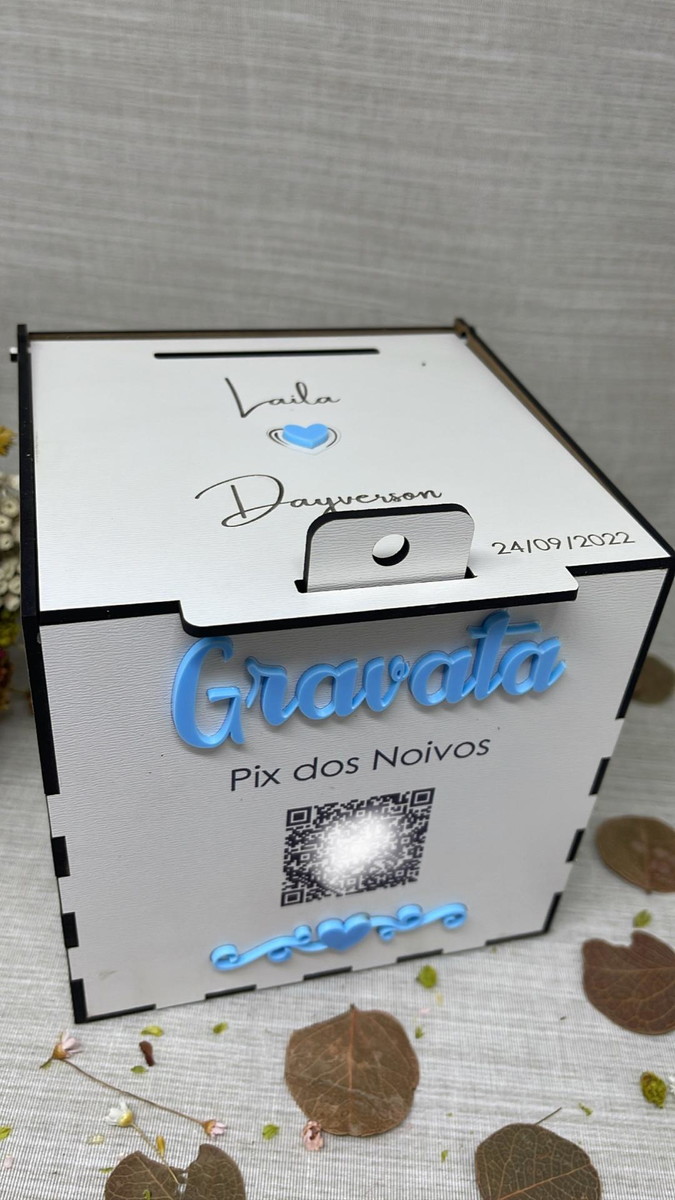 Laila
Dayverson
24/09/2022
Gravata
Pix dos Noivos